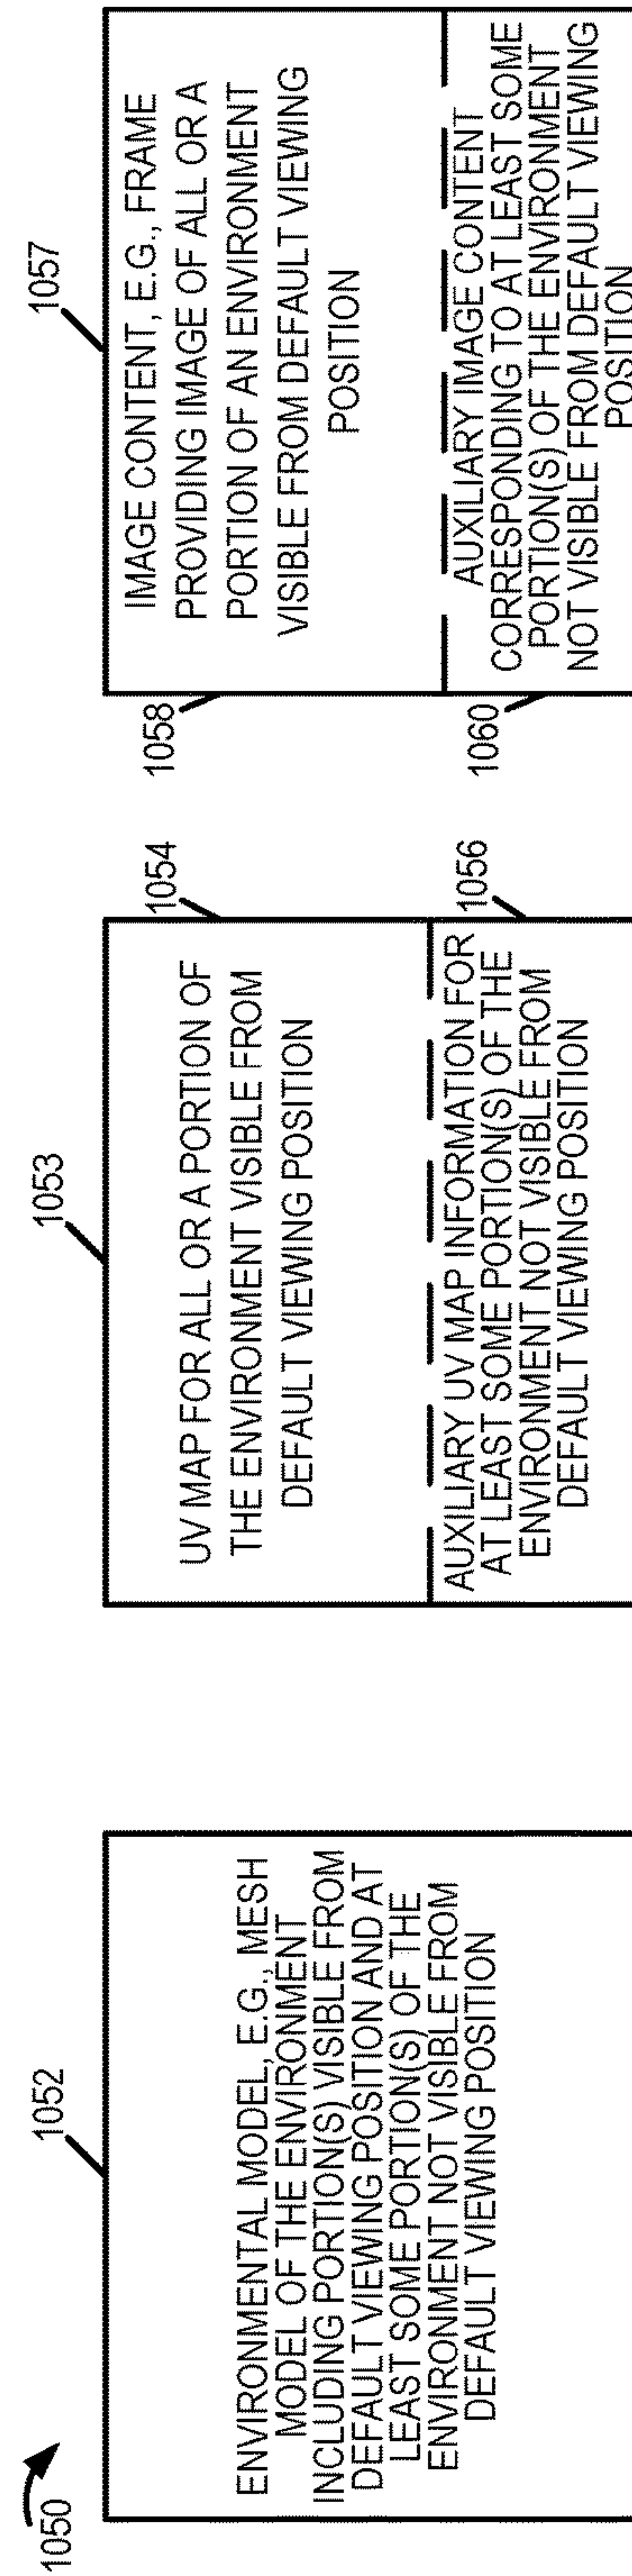 1050
1052
ENVIRONMENTAL MODEL, E.G., MESH
MODEL OF THE ENVIRONMENT
INCLUDING PORTION(S) VISIBLE FROM
DEFAULT VIEWING POSITION AND AT
LEAST SOME PORTION(S) OF THE
ENVIRONMENT NOT VISIBLE FROM
DEFAULT VIEWING POSITION
1053
UV MAP FOR ALL OR A PORTION OF
THE ENVIRONMENT VISIBLE FROM
DEFAULT VIEWING POSITION
1054
AUXILIARY UV MAP INFORMATION FOR
AT LEAST SOME PORTION(S) OF THE
ENVIRONMENT NOT VISIBLE FROM
DEFAULT VIEWING POSITION
1056
1057
1058
IMAGE CONTENT, E.G., FRAME
PROVIDING IMAGE OF ALL OR A
PORTION OF AN ENVIRONMENT
VISIBLE FROM DEFAULT VIEWING
POSITION
1060
AUXILIARY IMAGE CONTENT
CORRESPONDING TO AT LEAST SOME
PORTION(S) OF THE ENVIRONMENT
NOT VISIBLE FROM DEFAULT VIEWING
POSITION